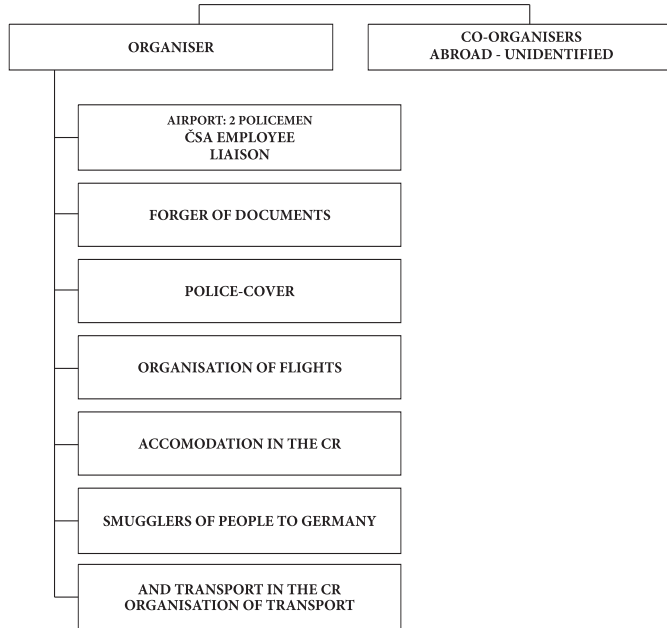 ORGANISER
CO-ORGANISERS
ABROAD - UNIDENTIFIED
AIRPORT: 2 POLICEMEN
ČSA EMPLOYEE
LIAISON
FORGER OF DOCUMENTS
POLICE-COVER
ORGANISATION OF FLIGHTS
ACCOMODATION IN THE CR
SMUGGLERS OF PEOPLE TO GERMANY
AND TRANSPORT IN THE CR
ORGANISATION OF TRANSPORT